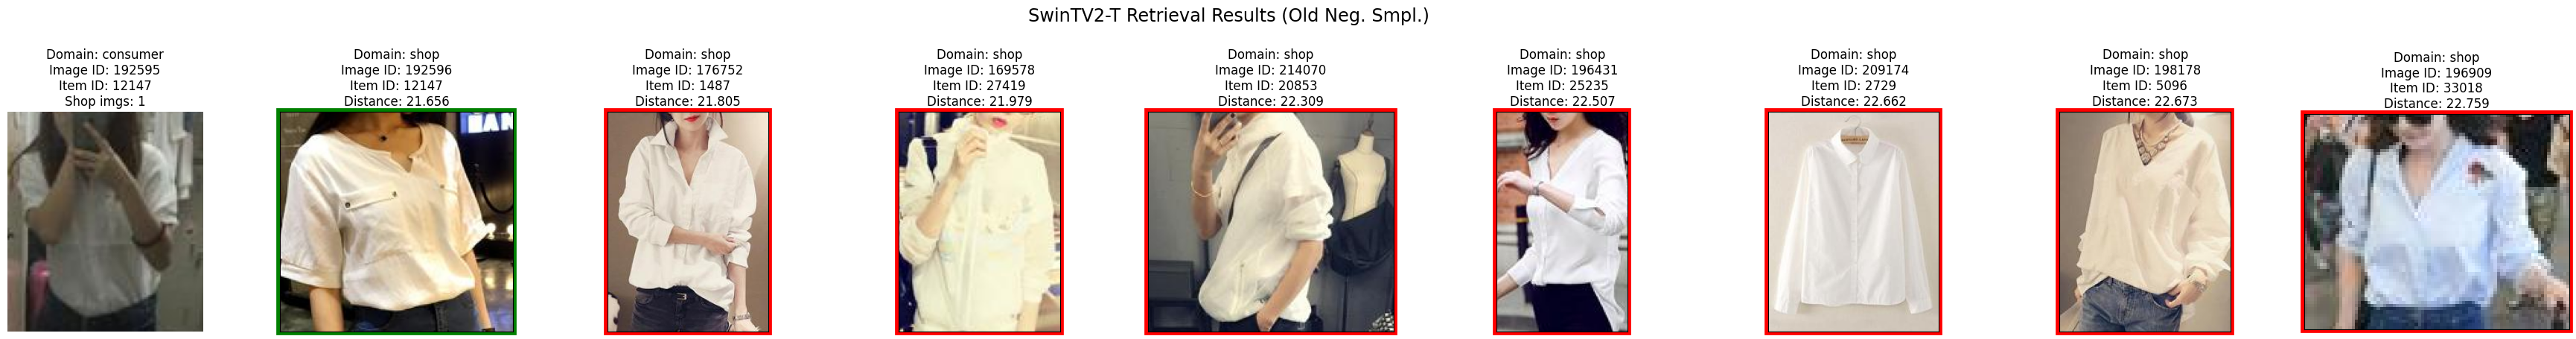 SwinTV2-T Retrieval Results (Old Neg. Smpl.)
Domain: consumer
Image ID: 192595
Item ID: 12147
Shop imgs: 1
Domain: shop
Image ID: 192596
Item ID: 12147
Distance: 21.656
Domain: shop
Image ID: 176752
Item ID: 1487
Distance: 21.805
Domain: shop
Image ID: 169578
Item ID: 27419
Distance: 21.979
Domain: shop
Image ID: 214070
Item ID: 20853
Distance: 22.309
Domain: shop
Image ID: 196431
Item ID: 25235
Distance: 22.507
Domain: shop
Image ID: 209174
Item ID: 2729
Distance: 22.662
Domain: shop
Image ID: 198178
Item ID: 5096
Distance: 22.673
Domain: shop
Image ID: 196909
Item ID: 33018
Distance: 22.759